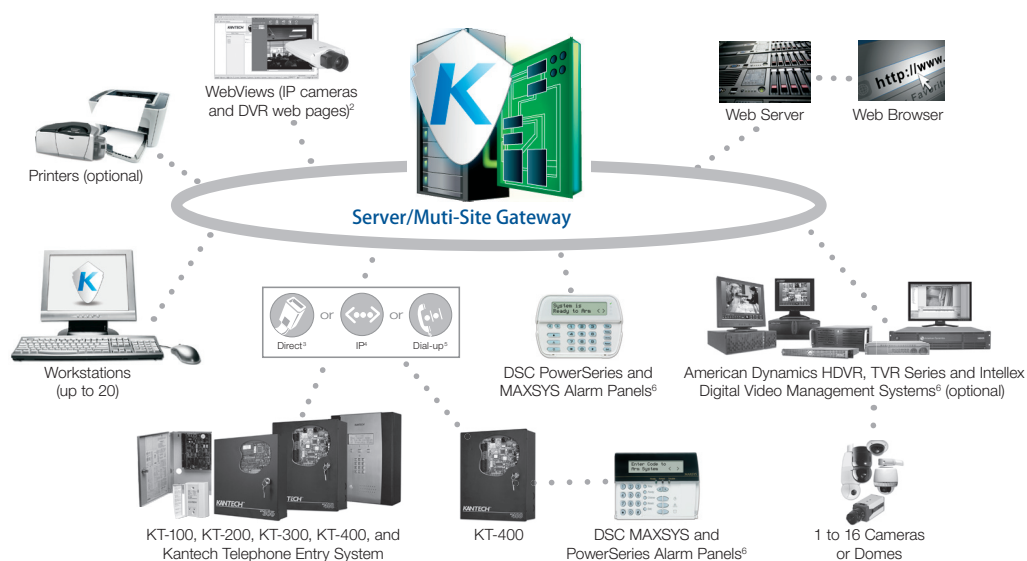 WebViews (IP cameras
and DVR web pages)²
K
http://www.
Favorite
Web Server
Web Browser
Printers (optional)
Server/Muti-Site Gateway
K
Workstations
(up to 20)
Direct³
or
IP⁴
or
Dial-up⁵
System is
Ready to Arm < >
DSC PowerSeries and
MAXSYS Alarm Panels⁶
American Dynamics HDVR, TVR Series and Intellex
Digital Video Management Systems⁶ (optional)
KANTECH
TECH
KT-100, KT-200, KT-300, KT-400, and
Kantech Telephone Entry System
KANTECH
KT-400
Enter Code to
Arm System < >
DSC MAXSYS and
PowerSeries Alarm Panels⁶
1 to 16 Cameras
or Domes